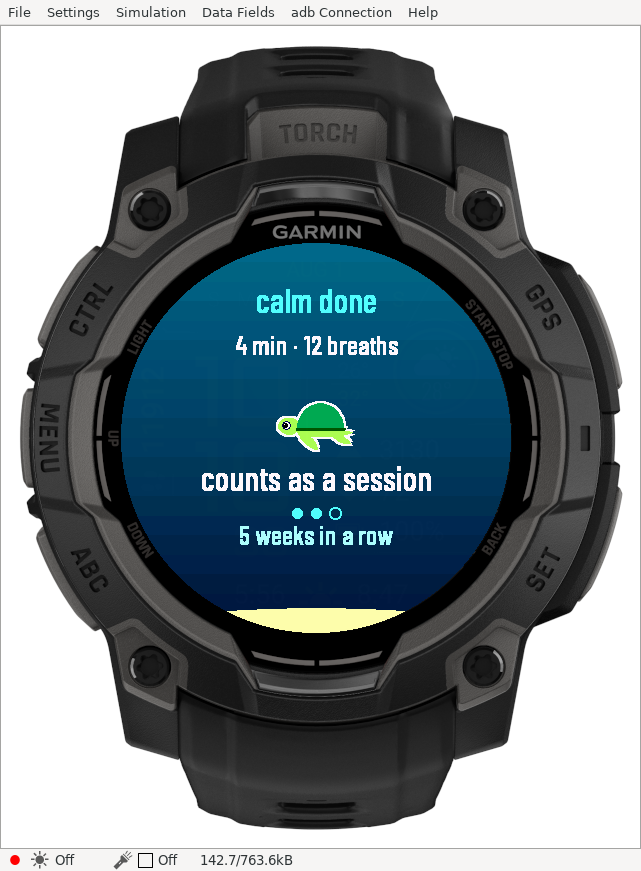 File Settings Simulation Data Fields adb Connection Help
TORCH
GARMIN
CTRL
GPS
LIGHT
START/STOP
calm done
4 min · 12 breaths
MENU
UP
counts as a session
5 weeks in a row
DOWN
BACK
ABC
SET
Off
Off
142.7/763.6kB